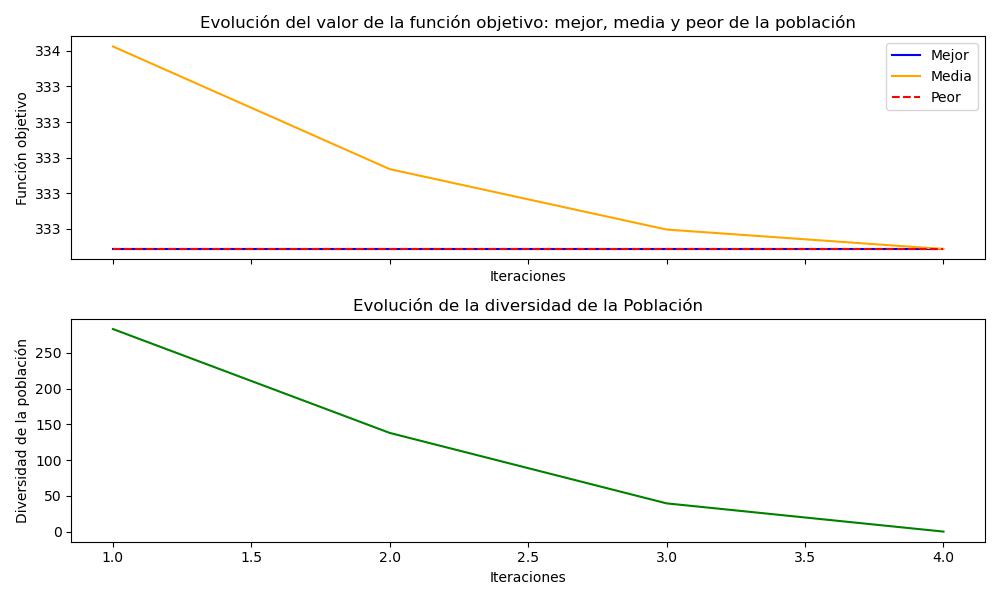 Evolución del valor de la función objetivo: mejor, media y peor de la población
Función objetivo
334
333
333
333
333
333
Mejor
Media
Peor
Iteraciones
Evolución de la diversidad de la Población
Diversidad de la población
250
200
150
100
50
0
1.0 1.5 2.0 2.5 3.0 3.5 4.0
Iteraciones